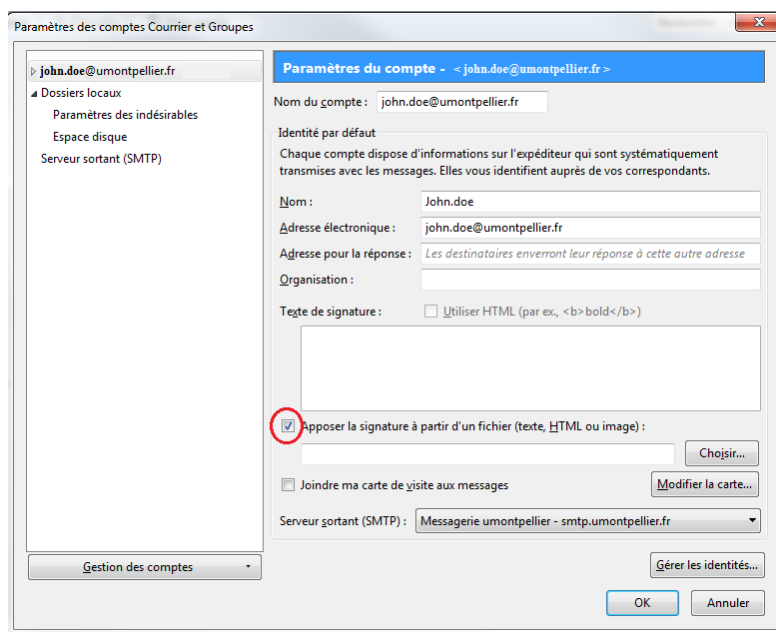 Paramètres des comptes Courrier et Groupes
john.doe@umontpellier.fr
Dossiers locaux
Paramètres des indésirables
Espace disque
Serveur sortant (SMTP)
Gestion des comptes
Paramètres du compte - <john.doe@umontpellier.fr>
Nom du compte : john.doe@umontpellier.fr
Identité par défaut
Chaque compte dispose d'informations sur l'expéditeur qui sont systématiquement
transmises avec les messages. Elles vous identifient auprès de vos correspondants.
Nom : John.doe
Adresse électronique : john.doe@umontpellier.fr
Adresse pour la réponse : Les destinataires enverront leur réponse à cette autre adresse
Organisation :
Texte de signature : Utiliser HTML (par ex., <b>bold</b>)
Apposer la signature à partir d'un fichier (texte, HTML ou image) :
Choisir...
Joindre ma carte de visite aux messages Modifier la carte...
Serveur sortant (SMTP) : Messagerie umontpellier - smtp.umontpellier.fr
Gérer les identités...
OK Annuler